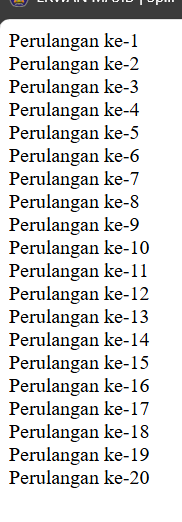 Perulangan ke-1
Perulangan ke-2
Perulangan ke-3
Perulangan ke-4
Perulangan ke-5
Perulangan ke-6
Perulangan ke-7
Perulangan ke-8
Perulangan ke-9
Perulangan ke-10
Perulangan ke-11
Perulangan ke-12
Perulangan ke-13
Perulangan ke-14
Perulangan ke-15
Perulangan ke-16
Perulangan ke-17
Perulangan ke-18
Perulangan ke-19
Perulangan ke-20